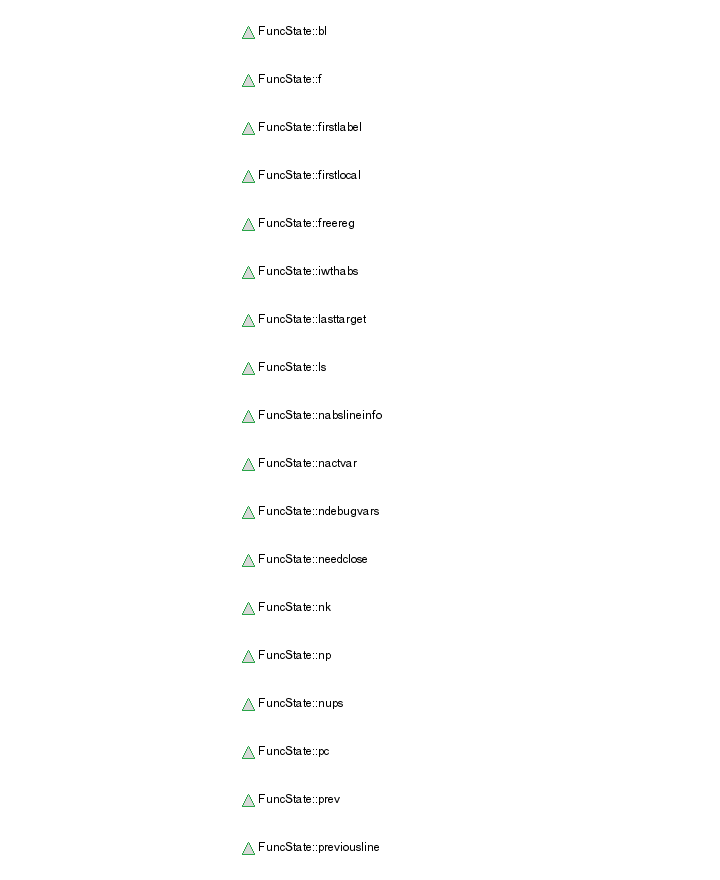 FuncState::bl
FuncState::f
FuncState::firstlabel
FuncState::firstlocal
FuncState::freereg
FuncState::iwthabs
FuncState::lasttarget
FuncState::ls
FuncState::nabslineinfo
FuncState::nactvar
FuncState::ndebugvars
FuncState::needclose
FuncState::nk
FuncState::np
FuncState::nups
FuncState::pc
FuncState::prev
FuncState::previousline